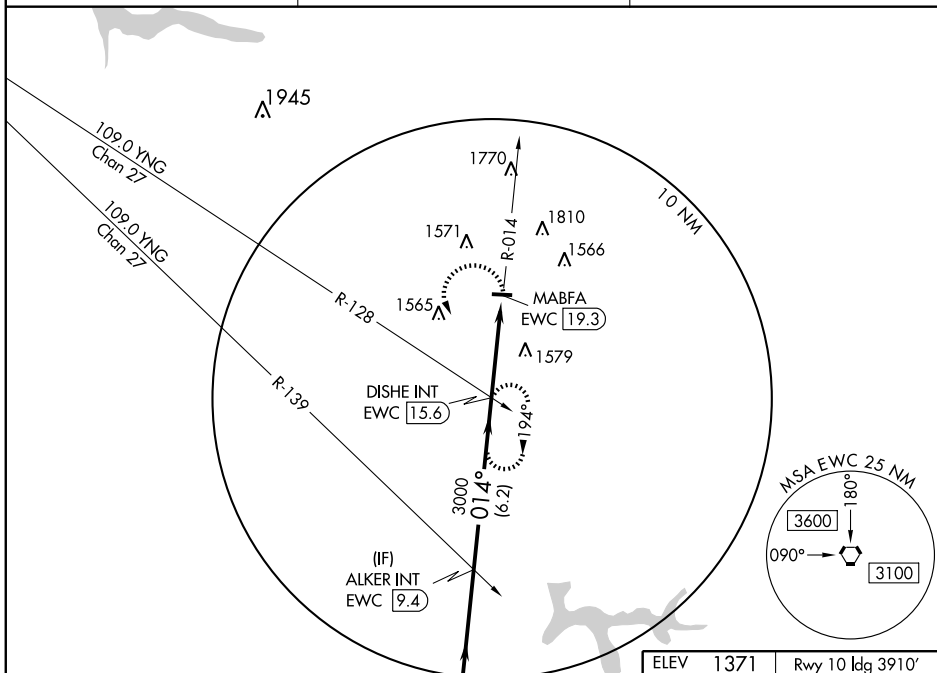 1945
109.0 YNG
Chan 27
109.0 YNG
Chan 27
1770
10 NM
R-014
1810
1571
1566
1565
MABFA
EWC 19.3
R-128
1579
DISHE INT
EWC 15.6
R-139
194°
3000
014°
(6.2)
(IF)
ALKER INT
EWC 9.4
MSA EWC 25 NM
180°
3600
090°
3100
ELEV 1371
Rwy 10 ldg 3910'